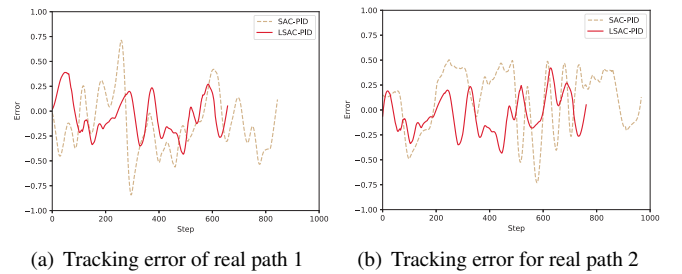 1.00
0.75
0.50
0.25
0.00
−0.25
−0.50
−0.75
−1.00
Error
0 200 400 600 800 1000
Step
SAC-PID
LSAC-PID
(a) Tracking error of real path 1
1.00
0.75
0.50
0.25
0.00
−0.25
−0.50
−0.75
−1.00
Error
0 200 400 600 800 1000
Step
SAC-PID
LSAC-PID
(b) Tracking error for real path 2